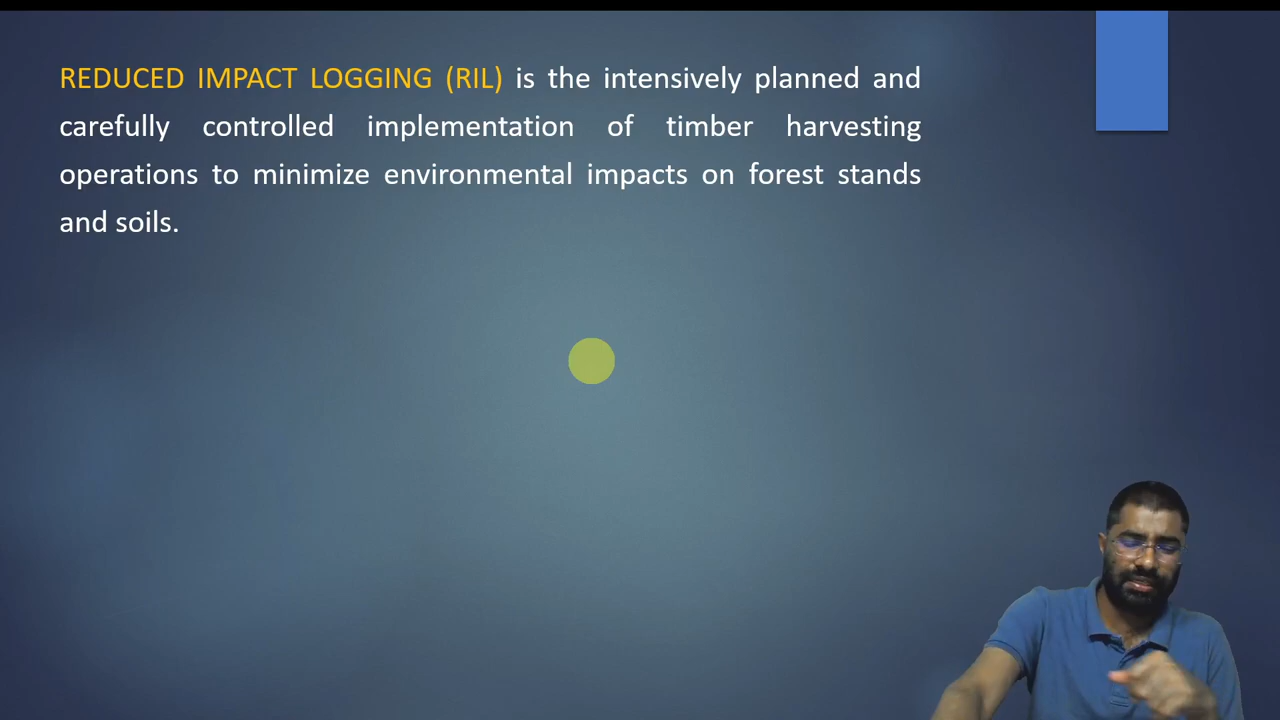 REDUCED IMPACT LOGGING (RIL) is the intensively planned and
carefully controlled implementation of timber harvesting
operations to minimize environmental impacts on forest stands
and soils.